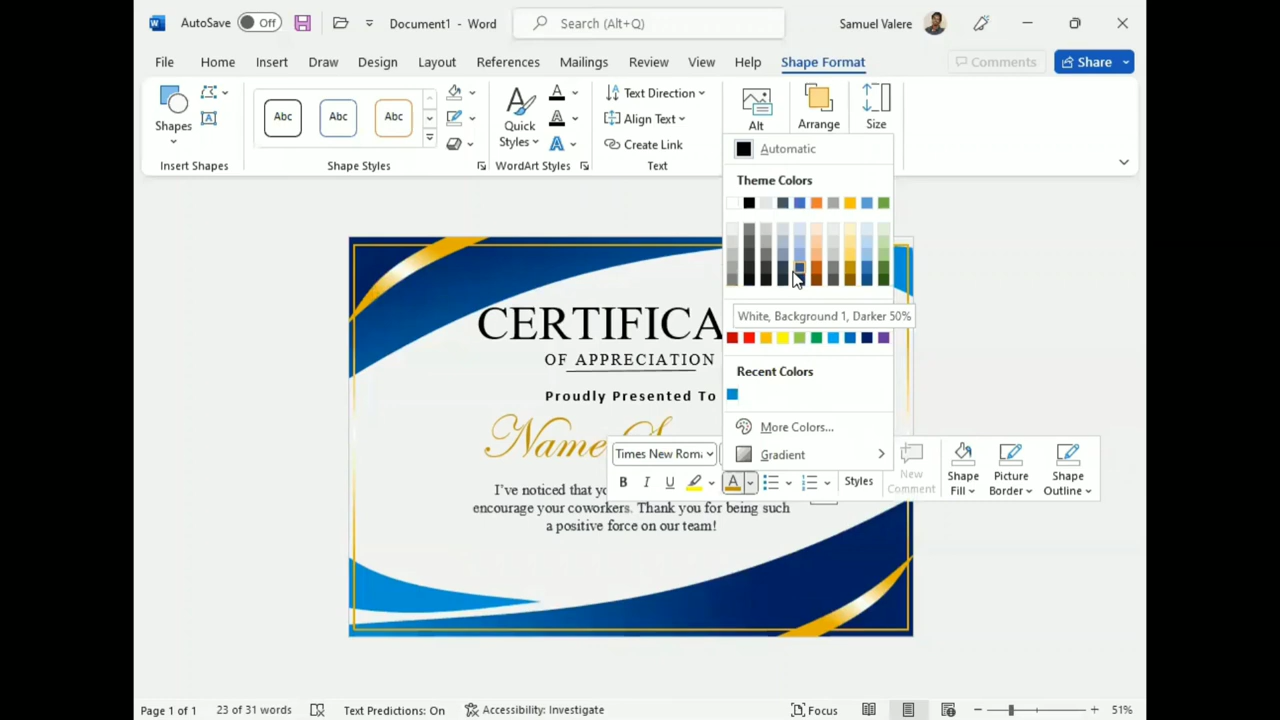 AutoSave Off Document1 - Word Search (Alt+Q) Samuel Valere
File Home Insert Draw Design Layout References Mailings Review View Help Shape Format Comments Share
Shapes
Insert Shapes
Abc Abc Abc
Shape Styles
Quick
Styles
WordArt Styles
Text Direction
Align Text
Create Link
Text
Alt
Arrange
Size
Automatic
Theme Colors
White, Background 1, Darker 50%
Recent Colors
More Colors...
Gradient
CERTIFICA
OF APPRECIATION
Proudly Presented To
Name S
I've noticed that yo
encourage your coworkers. Thank you for being such
a positive force on our team!
Times New Rom
B I U A Styles
New
Comment
Shape
Fill
Picture
Border
Shape
Outline
Page 1 of 1 23 of 31 words Text Predictions: On Accessibility: Investigate Focus 51%